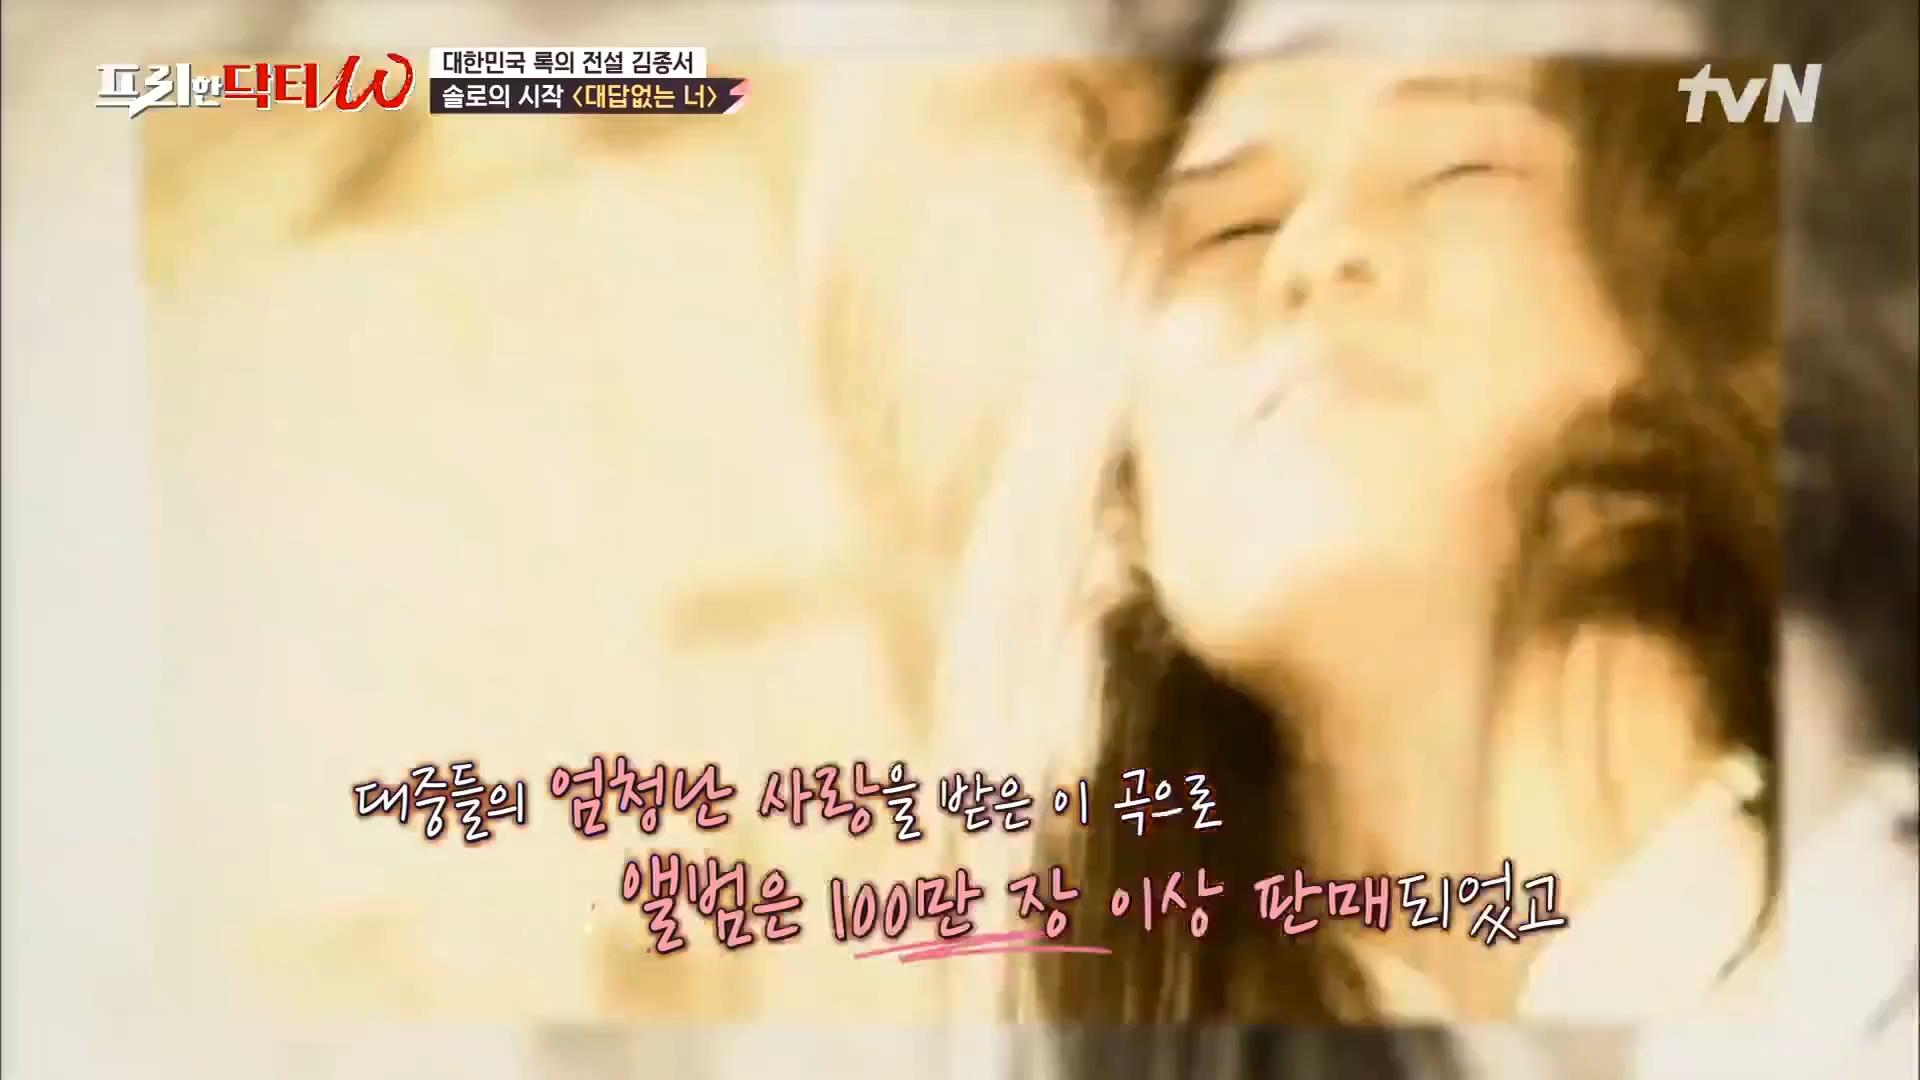 프리한닥터W
대한민국 록의 전설 김종서
솔로의 시작 <대답없는 너>
tvN
대중들의 엄청난 사랑을 받은 이 곡으로
앨범은 100만 장 이상 판매되었고